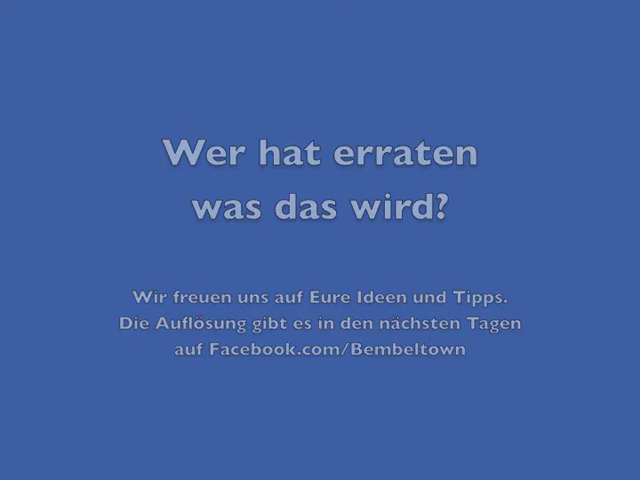 Wer hat erraten
was das wird?
Wir freuen uns auf Eure Ideen und Tipps.
Die Auflösung gibt es in den nächsten Tagen
auf Facebook.com/Bembeltown